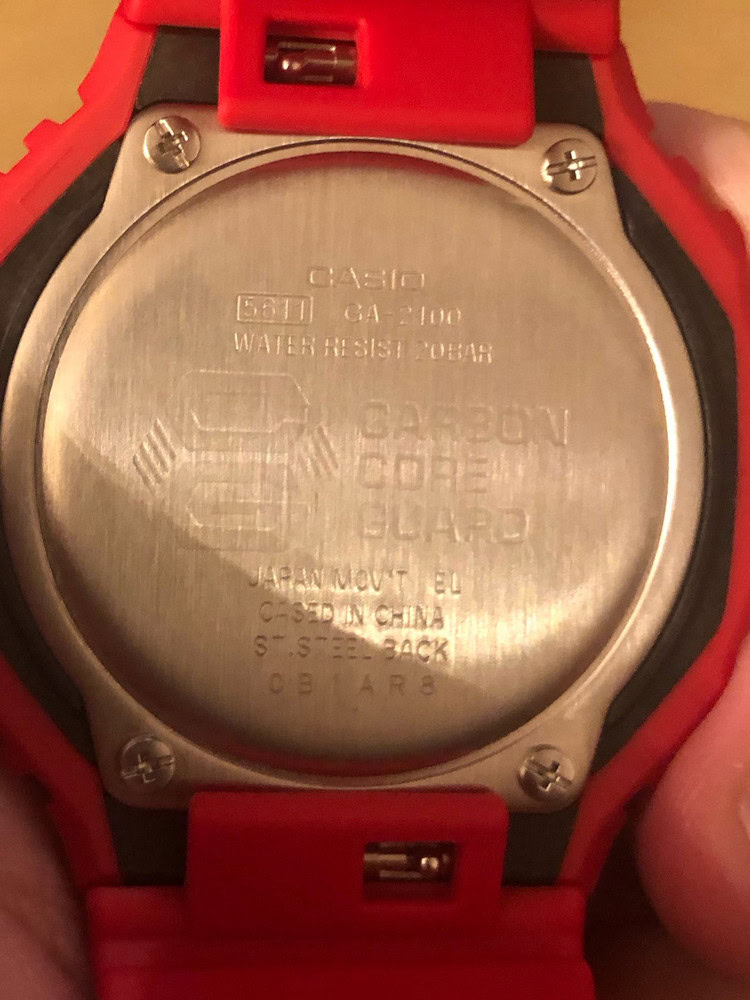 CASIO
5611 GA-2100
WATER RESIST 20BAR
CARBON
CORE
GUARD
JAPAN MOV'T EL
CASED IN CHINA
ST.STEEL BACK